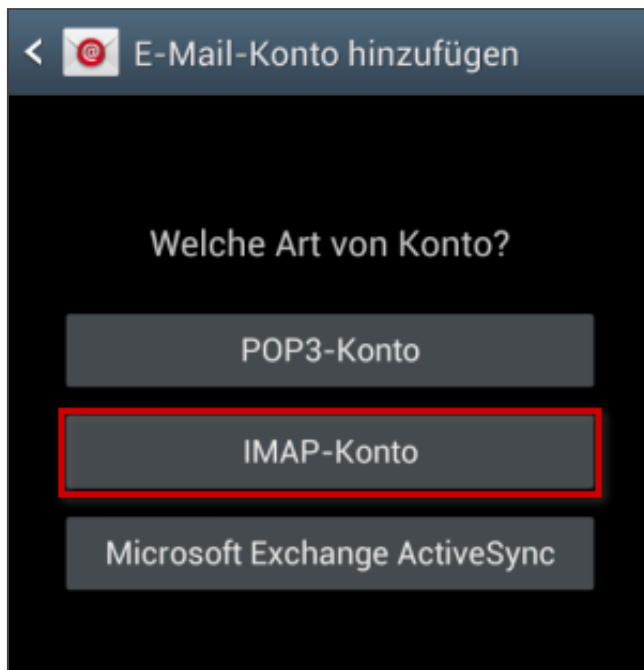 E-Mail-Konto hinzufügen
Welche Art von Konto?
POP3-Konto
IMAP-Konto
Microsoft Exchange ActiveSync